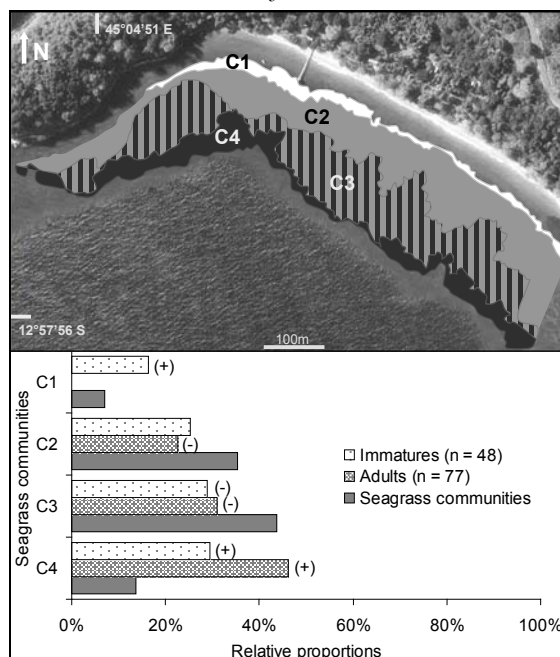 45°04'51 E
N
C1
C2
C4
C3
12°57'56 S
100m
Seagrass communities
C1
(+)
C2
(-)
C3
(-)
(-)
C4
(+)
(+)
Immatures (n = 48)
Adults (n = 77)
Seagrass communities
0% 20% 40% 60% 80% 100%
Relative proportions